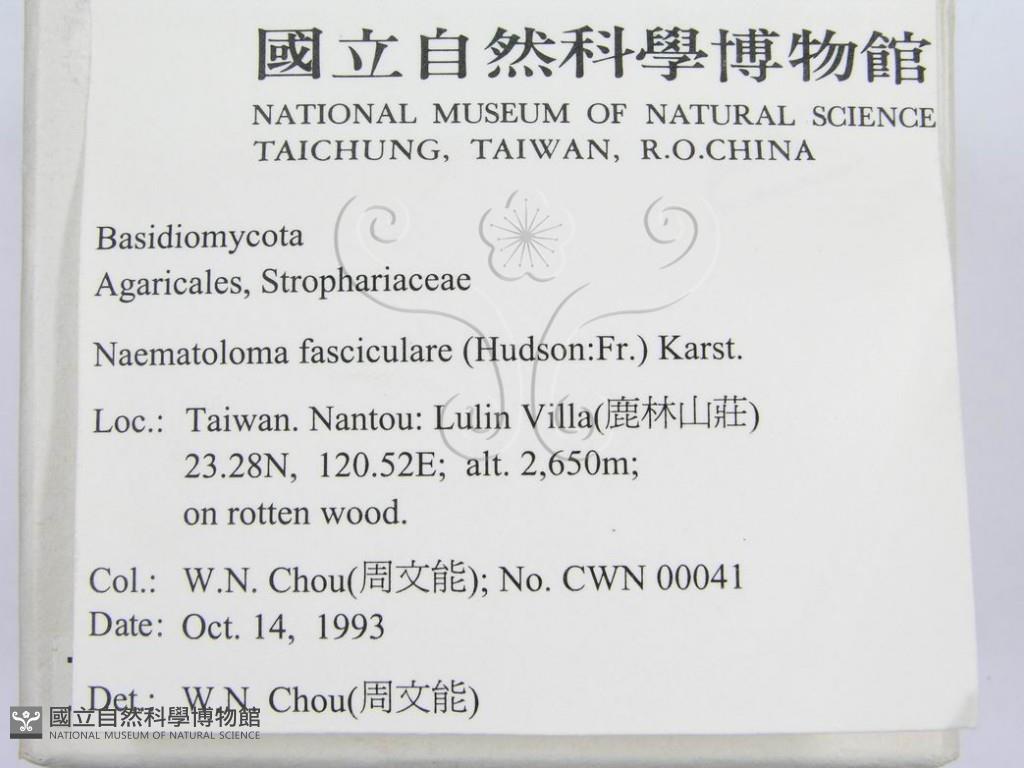 國立自然科學博物館
NATIONAL MUSEUM OF NATURAL SCIENCE
TAICHUNG, TAIWAN, R.O.CHINA
Basidiomycota
Agaricales, Strophariaceae
Naematoloma fasciculare (Hudson:Fr.) Karst.
Loc.: Taiwan. Nantou: Lulin Villa(鹿林山莊)
23.28N, 120.52E; alt. 2,650m;
on rotten wood.
Col.: W.N. Chou(周文能); No. CWN 00041
Date: Oct. 14, 1993
Det.: W.N. Chou(周文能)
國立自然科學博物館
NATIONAL MUSEUM OF NATURAL SCIENCE